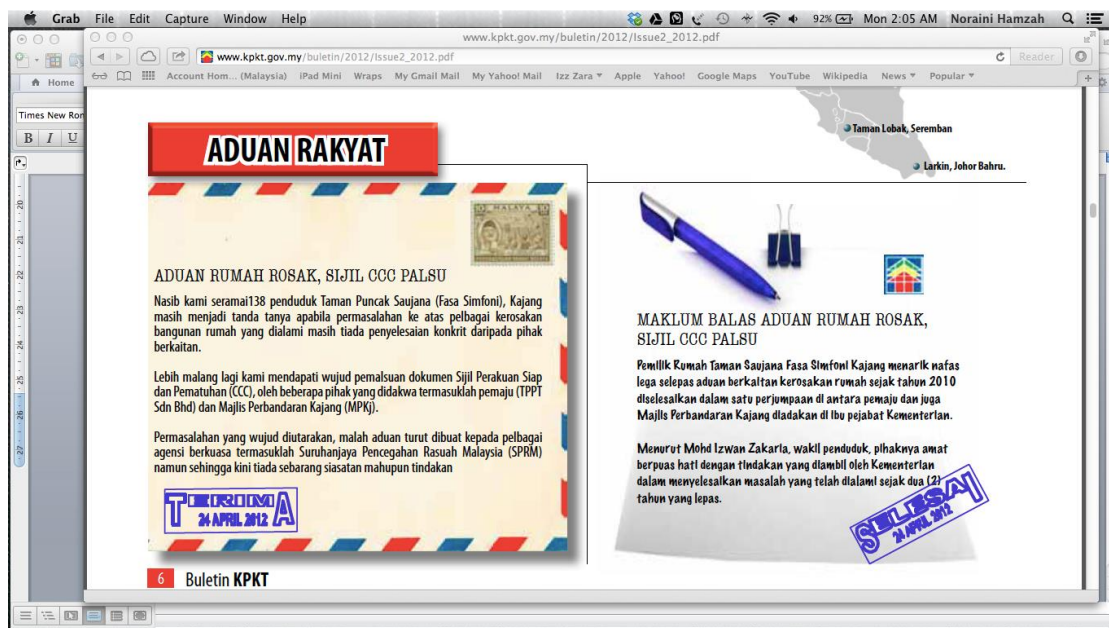 Grab File Edit Capture Window Help 92% Mon 2:05 AM Noraini Hamzah
www.kpkt.gov.my/buletin/2012/Issue2_2012.pdf
www.kpkt.gov.my/buletin/2012/Issue2_2012.pdf Reader
Account Hom... (Malaysia) iPad Mini Wraps My Gmail Mail My Yahoo! Mail Izz Zara Apple Yahoo! Google Maps YouTube Wikipedia News Popular
Home
Times New Ron
B I U
Taman Lobak, Seremban
Larkin, Johor Bahru.
ADUAN RAKYAT
MALAYA
ADUAN RUMAH ROSAK, SIJIL CCC PALSU
Nasib kami seramai138 penduduk Taman Puncak Saujana (Fasa Simfoni), Kajang
masih menjadi tanda tanya apabila permasalahan ke atas pelbagai kerosakan
bangunan rumah yang dialami masih tiada penyelesaian konkrit daripada pihak
berkaitan.
Lebih malang lagi kami mendapati wujud pemalsuan dokumen Sijil Perakuan Siap
dan Pematuhan (CCC), oleh beberapa pihak yang didakwa termasuklah pemaju (TPPT
Sdn Bhd) dan Majlis Perbandaran Kajang (MPKj).
Permasalahan yang wujud diutarakan, malah aduan turut dibuat kepada pelbagai
agensi berkuasa termasuklah Suruhanjaya Pencegahan Rasuah Malaysia (SPRM)
namun sehingga kini tiada sebarang siasatan mahupun tindakan
TERIMA
24 APRIL 2012
MAKLUM BALAS ADUAN RUMAH ROSAK,
SIJIL CCC PALSU
Pemilik Rumah Taman Saujana Fasa Simfoni Kajang menarik nafas
lega selepas aduan berkaitan kerosakan rumah sejak tahun 2010
diselesaikan dalam satu perjumpaan di antara pemaju dan juga
Majlis Perbandaran Kajang diadakan di Ibu pejabat Kementerian.
Menurut Mohd Izwan Zakaria, wakil penduduk, pihaknya amat
berpuas hati dengan tindakan yang diambil oleh Kementerian
dalam menyelesaikan masalah yang telah dialami sejak dua (2)
tahun yang lepas.
SELESAI
24 APRIL 2012
6 Buletin KPKT